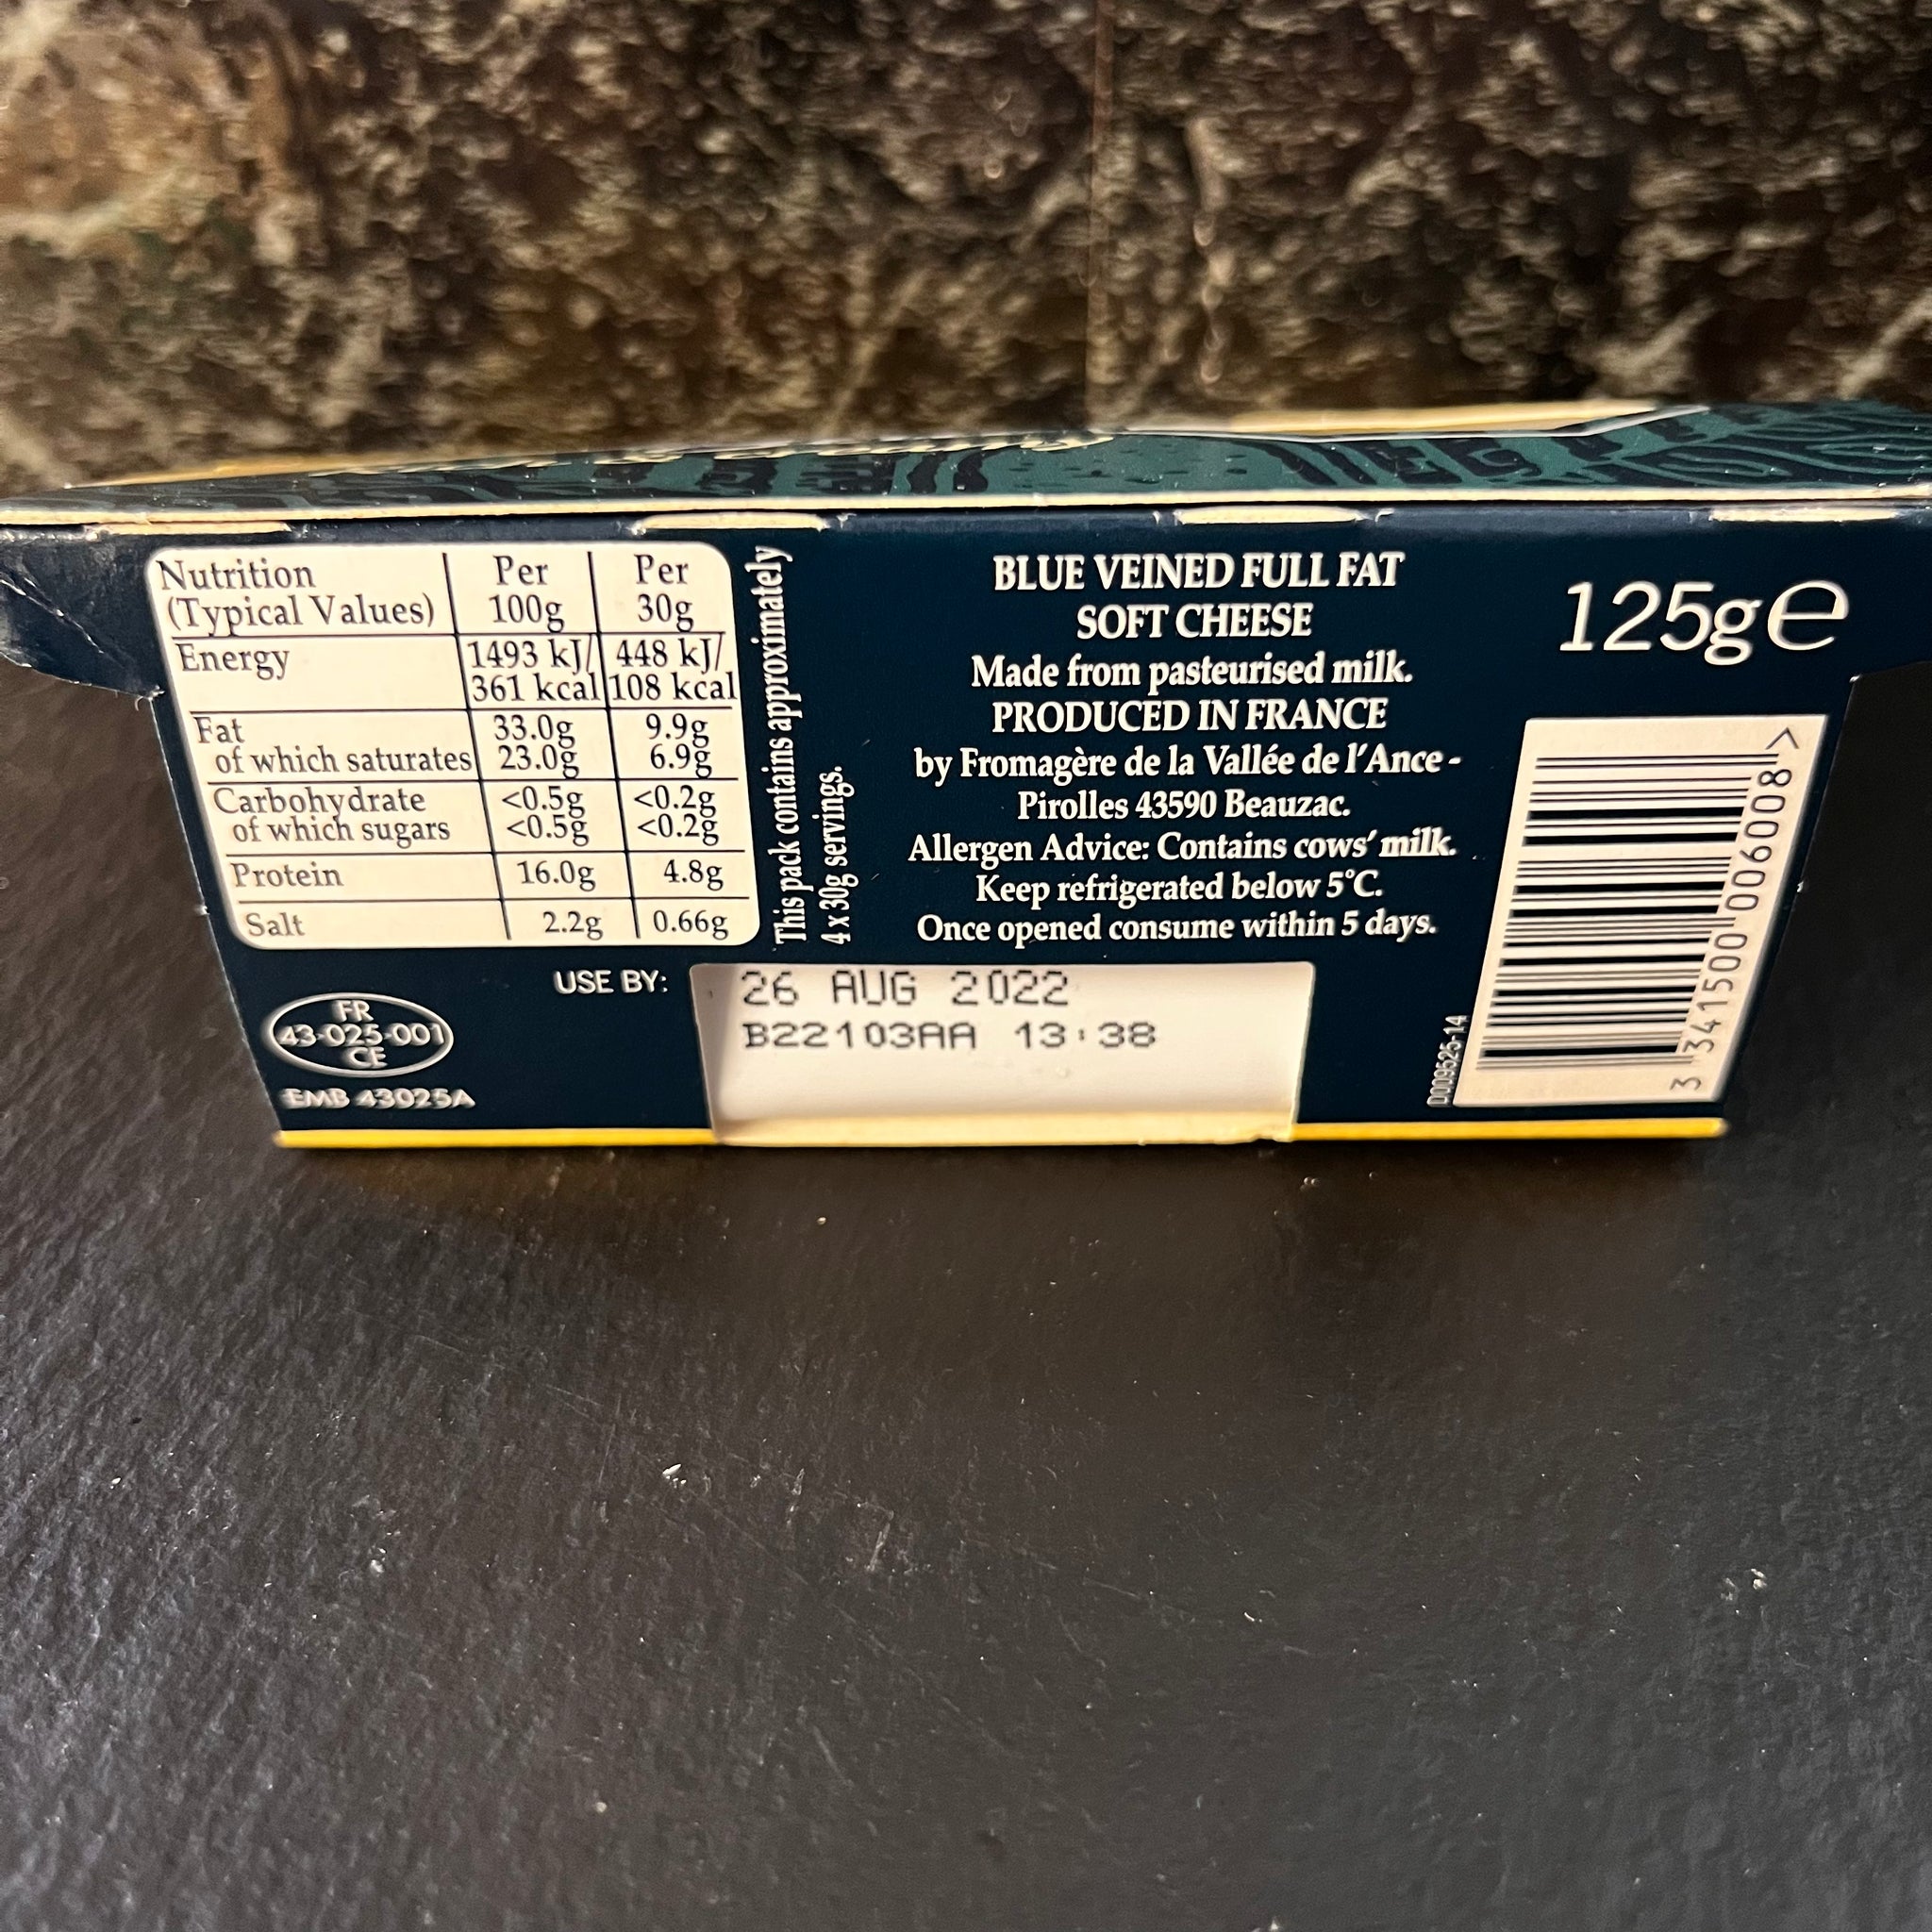 Nutrition Per Per
(Typical Values) 100g 30g
Energy 1493 kJ/ 448 kJ/
361 kcal 108 kcal
Fat 33.0g 9.9g
of which saturates 23.0g 6.9g
Carbohydrate <0.5g <0.2g
of which sugars <0.5g <0.2g
Protein 16.0g 4.8g
Salt 2.2g 0.66g
This pack contains approximately
4 x 30g servings.
BLUE VEINED FULL FAT
SOFT CHEESE
Made from pasteurised milk.
PRODUCED IN FRANCE
by Fromagère de la Vallée de l'Ance -
Pirolles 43590 Beauzac.
Allergen Advice: Contains cows' milk.
Keep refrigerated below 5°C.
Once opened consume within 5 days.
125g e
3 341500 006008 >
D009525-14
USE BY: 26 AUG 2022
B22103AA 13:38
FR
43-025-001
CE
EMB 43025A